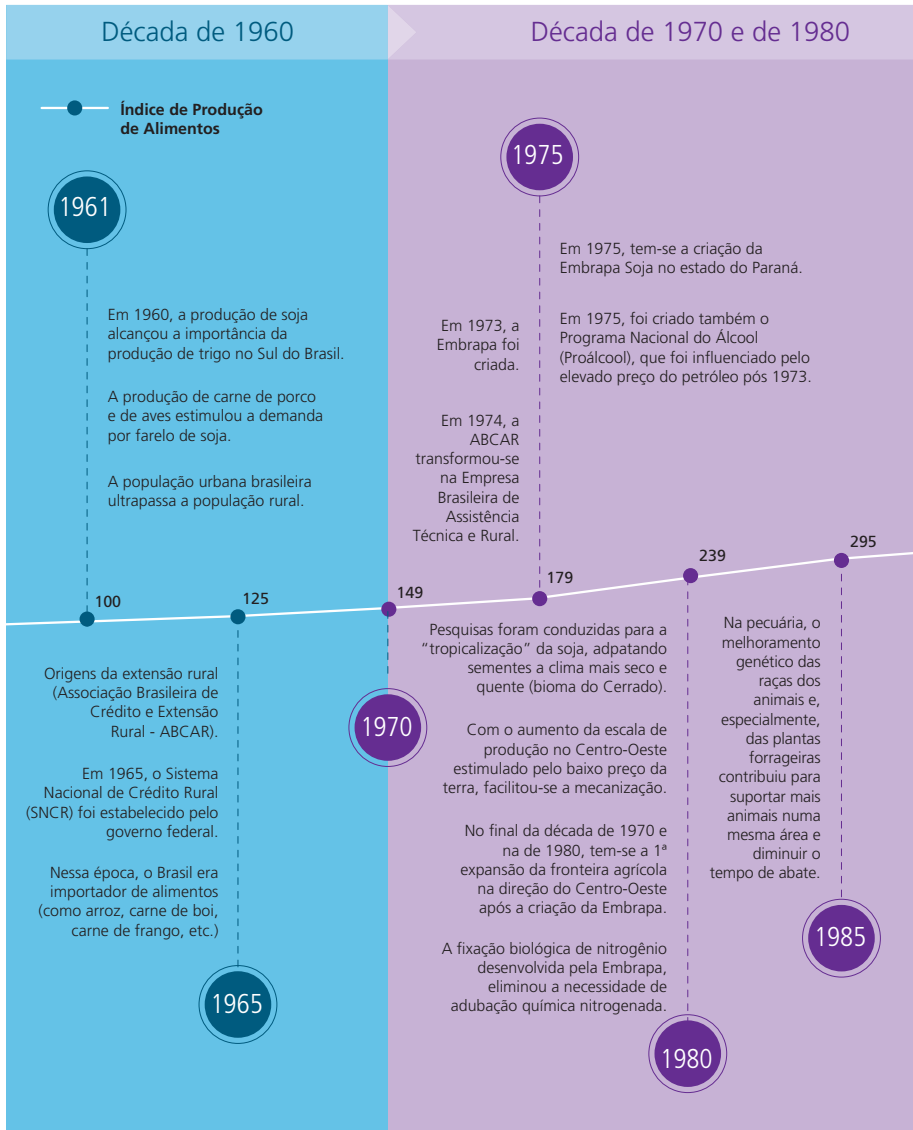 Década de 1960
Década de 1970 e de 1980
Índice de Produção
de Alimentos
1961
Em 1960, a produção de soja
alcançou a importância da
produção de trigo no Sul do Brasil.
A produção de carne de porco
e de aves estimulou a demanda
por farelo de soja.
A população urbana brasileira
ultrapassa a população rural.
100
125
Origens da extensão rural
(Associação Brasileira de
Crédito e Extensão
Rural - ABCAR).
Em 1965, o Sistema
Nacional de Crédito Rural
(SNCR) foi estabelecido pelo
governo federal.
Nessa época, o Brasil era
importador de alimentos
(como arroz, carne de boi,
carne de frango, etc.)
1965
149
1970
1975
Em 1973, a
Embrapa foi
criada.
Em 1974, a
ABCAR
transformou-se
na Empresa
Brasileira de
Assistência
Técnica e Rural.
Em 1975, tem-se a criação da
Embrapa Soja no estado do Paraná.
Em 1975, foi criado também o
Programa Nacional do Álcool
(Proálcool), que foi influenciado pelo
elevado preço do petróleo pós 1973.
179
239
295
Pesquisas foram conduzidas para a
“tropicalização” da soja, adpatando
sementes a clima mais seco e
quente (bioma do Cerrado).
Com o aumento da escala de
produção no Centro-Oeste
estimulado pelo baixo preço da
terra, facilitou-se a mecanização.
No final da década de 1970 e
na de 1980, tem-se a 1ª
expansão da fronteira agrícola
na direção do Centro-Oeste
após a criação da Embrapa.
A fixação biológica de nitrogênio
desenvolvida pela Embrapa,
eliminou a necessidade de
adubação química nitrogenada.
1980
Na pecuária, o
melhoramento
genético das
raças dos
animais e,
especialmente,
das plantas
forrageiras
contribuiu para
suportar mais
animais numa
mesma área e
diminuir o
tempo de abate.
1985